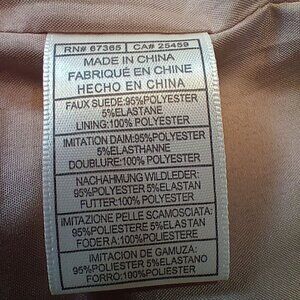 RN# 67365 CA# 25459
MADE IN CHINA
FABRIQUÉ EN CHINE
HECHO EN CHINA
FAUX SUEDE:95%POLYESTER
5%ELASTANE
LINING:100% POLYESTER
IMITATION DAIM:95%POLYESTER
5%ELASTHANNE
DOUBLURE:100% POLYESTER
NACHAHMUNG WILDLEDER:
95%POLYESTER 5%ELASTAN
FUTTER:100% POLYESTER
IMITAZIONE PELLE SCAMOSCIATA:
95%POLIESTERE 5%ELASTAN
FODERA:100%POLIESTERE
IMITACION DE GAMUZA:
95%POLIÉSTER 5%ELASTANO
FORRO:100% POLIÉSTER